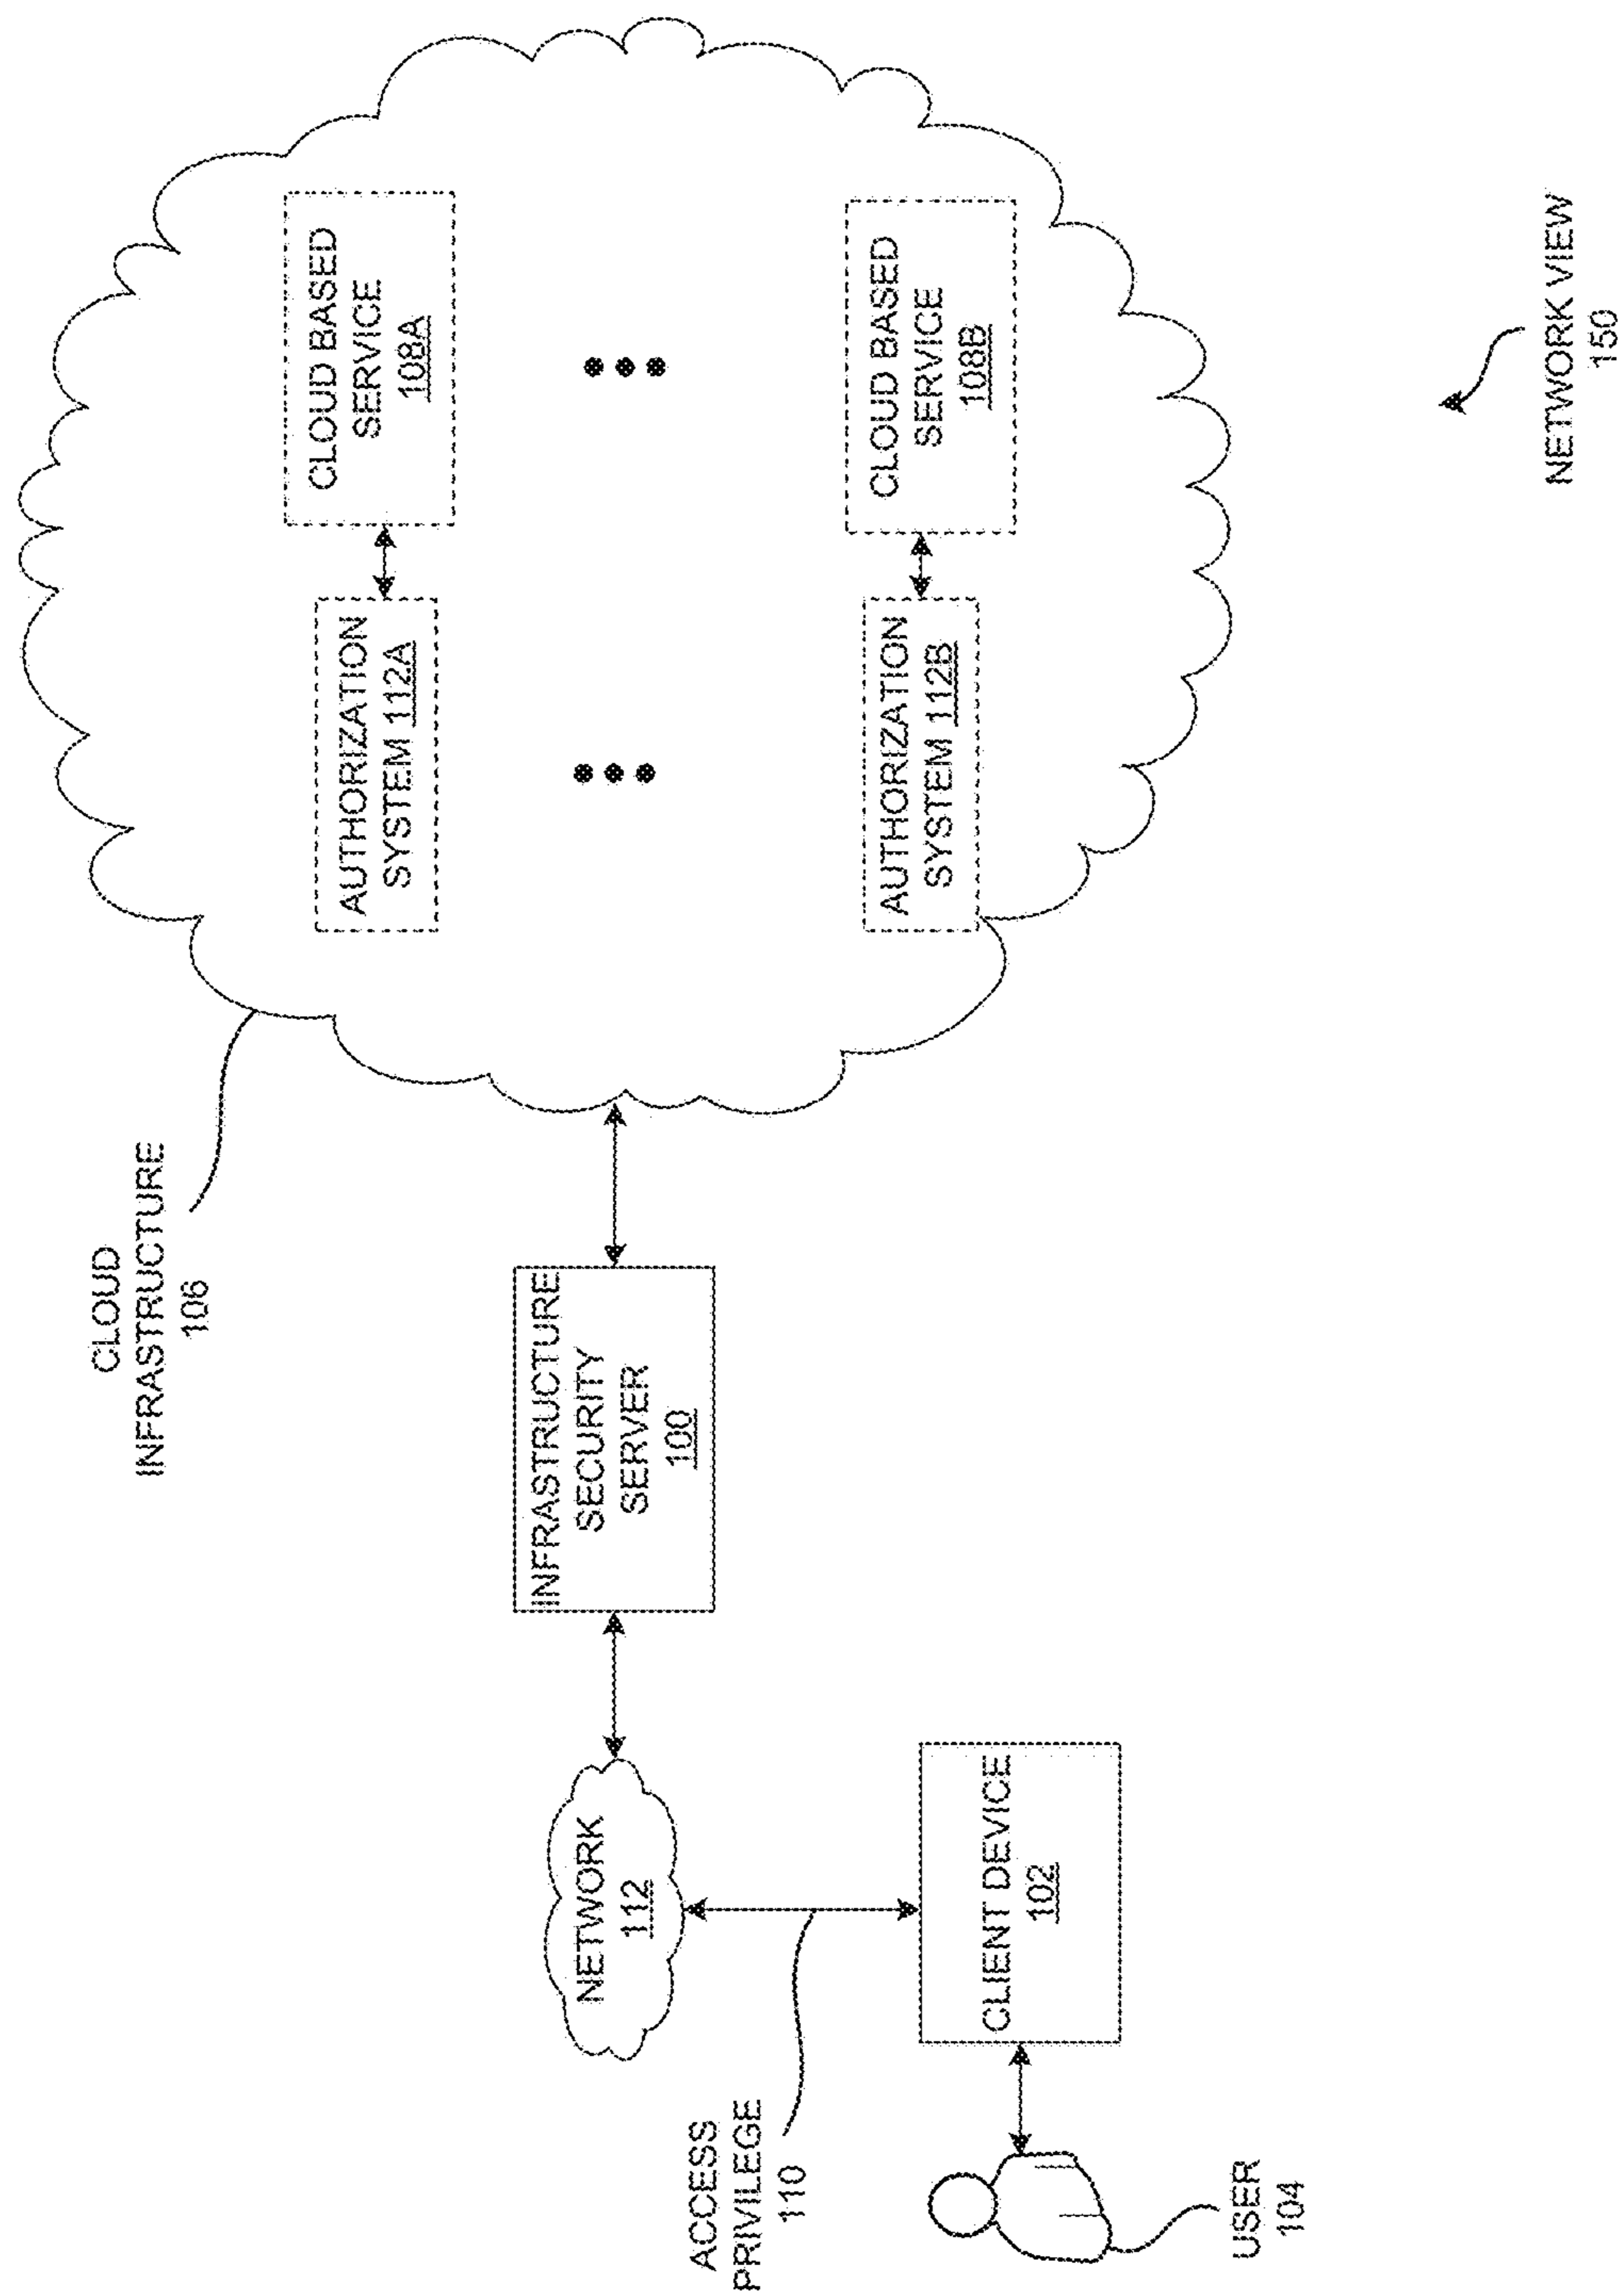 CLOUD
INFRASTRUCTURE
106
CLOUD BASED
SERVICE
108A
AUTHORIZATION
SYSTEM 112A
CLOUD BASED
SERVICE
108B
AUTHORIZATION
SYSTEM 112B
INFRASTRUCTURE
SECURITY
SERVER
100
NETWORK
112
ACCESS
PRIVILEGE
110
CLIENT DEVICE
102
USER
104
NETWORK VIEW
150